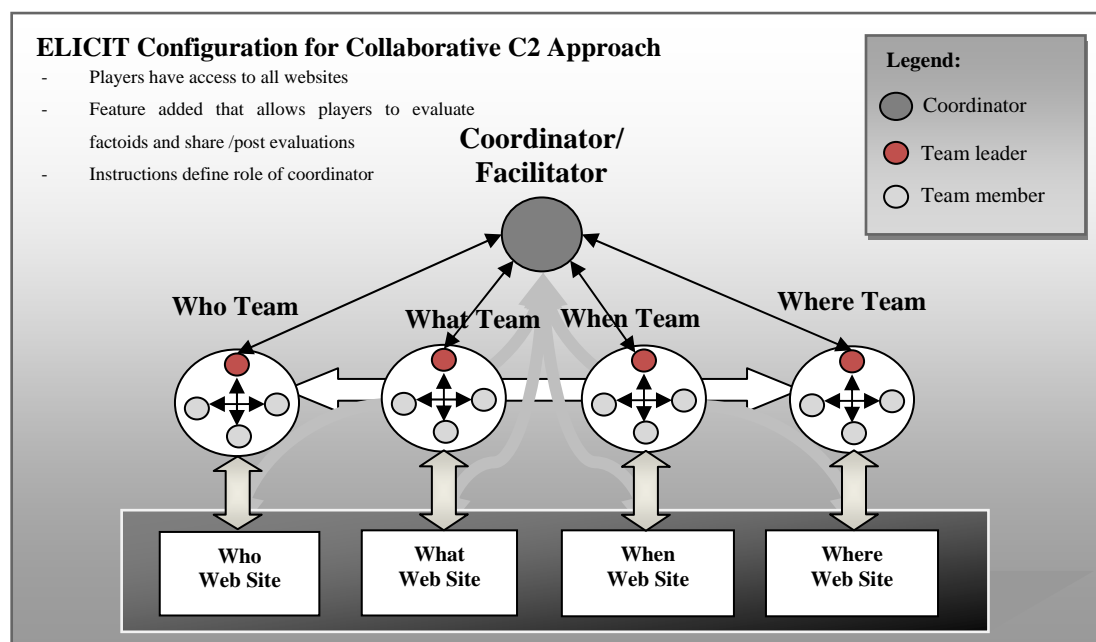 ELICIT Configuration for Collaborative C2 Approach
- Players have access to all websites
- Feature added that allows players to evaluate
factoids and share /post evaluations
- Instructions define role of coordinator
Legend:
Coordinator
Team leader
Team member
Coordinator/
Facilitator
Who Team
What Team
When Team
Where Team
Who
Web Site
What
Web Site
When
Web Site
Where
Web Site